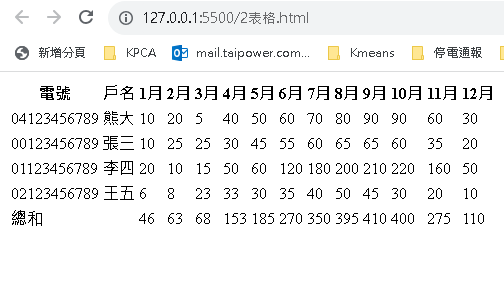 127.0.0.1:5500/2表格.html
新增分頁 KPCA mail.taipower.com... Kmeans 停電通報
電號 戶名 1月 2月 3月 4月 5月 6月 7月 8月 9月 10月 11月 12月
04123456789 熊大 10 20 5 40 50 60 70 80 90 90 60 30
00123456789 張三 10 25 25 30 45 55 60 65 65 60 35 20
01123456789 李四 20 10 15 50 60 120 180 200 210 220 160 50
02123456789 王五 6 8 23 33 30 35 40 50 45 30 20 10
總和 46 63 68 153 185 270 350 395 410 400 275 110